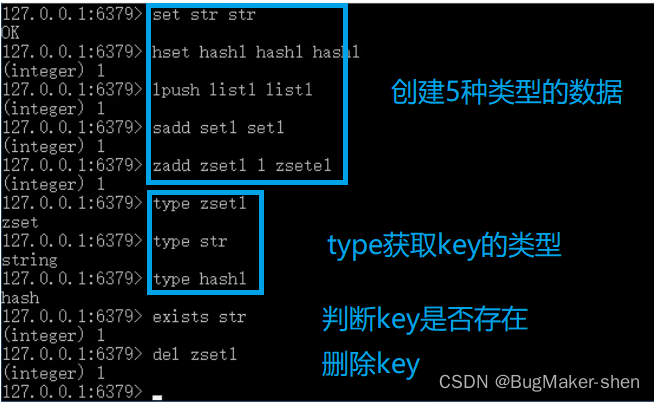 127.0.0.1:6379> set str str
OK
127.0.0.1:6379> hset hash1 hash1 hash1
(integer) 1
127.0.0.1:6379> lpush list1 list1
(integer) 1
127.0.0.1:6379> sadd set1 set1
(integer) 1
127.0.0.1:6379> zadd zset1 1 zsete1
(integer) 1
创建5种类型的数据
127.0.0.1:6379> type zset1
zset
127.0.0.1:6379> type str
string
127.0.0.1:6379> type hash1
hash
type获取key的类型
127.0.0.1:6379> exists str
(integer) 1
判断key是否存在
127.0.0.1:6379> del zset1
(integer) 1
删除key
127.0.0.1:6379>
CSDN @BugMaker-shen